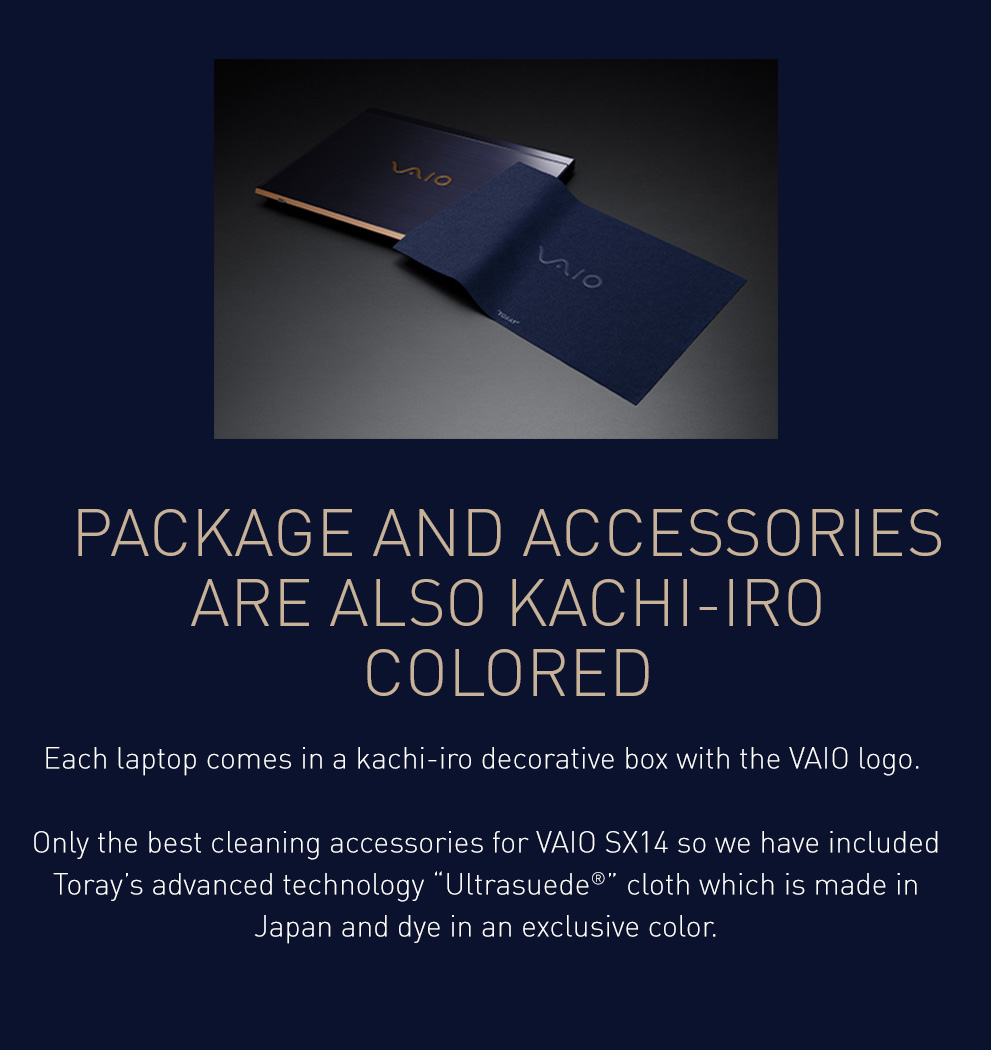 VAIO
VAIO
"TORAY"
PACKAGE AND ACCESSORIES
ARE ALSO KACHI-IRO
COLORED
Each laptop comes in a kachi-iro decorative box with the VAIO logo.
Only the best cleaning accessories for VAIO SX14 so we have included
Toray’s advanced technology “Ultrasuede®” cloth which is made in
Japan and dye in an exclusive color.